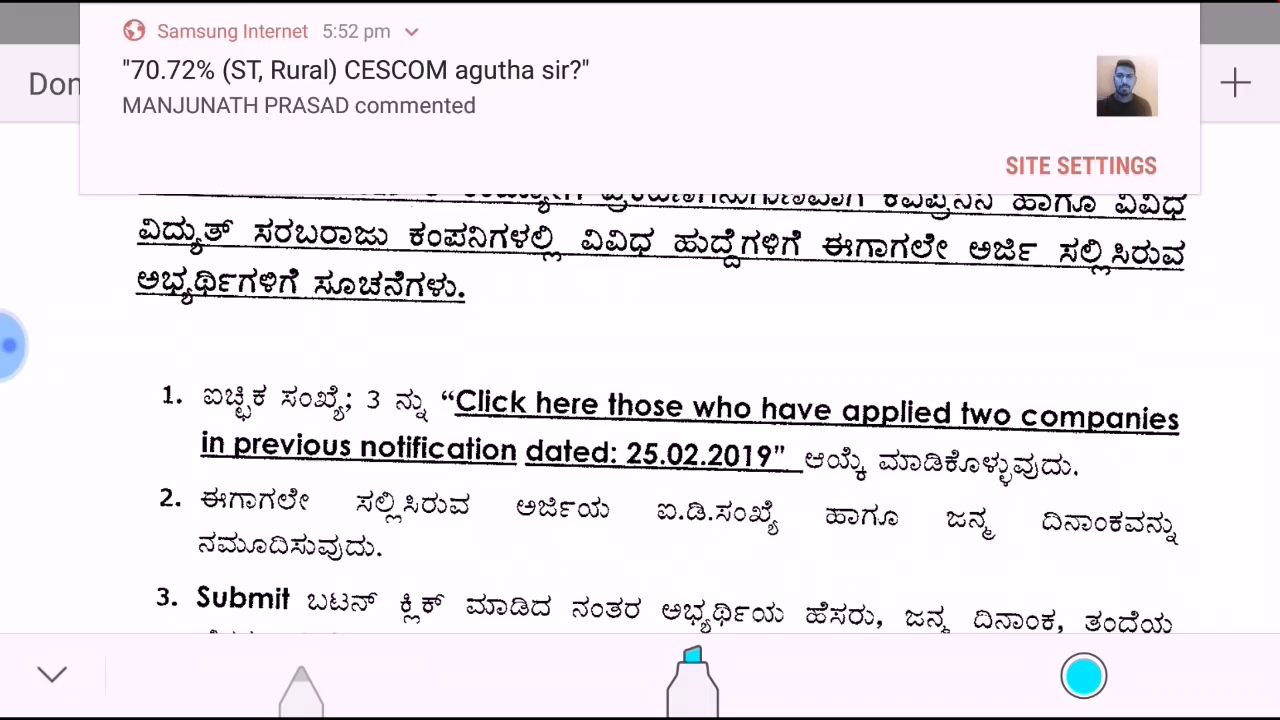 Samsung Internet 5:52 pm
"70.72% (ST, Rural) CESCOM agutha sir?"
MANJUNATH PRASAD commented
SITE SETTINGS
Don
ಹಾಗೂ ವಿವಿಧ
ವಿದ್ಯುತ್ ಸರಬರಾಜು ಕಂಪನಿಗಳಲ್ಲಿ ವಿವಿಧ ಹುದ್ದೆಗಳಿಗೆ ಈಗಾಗಲೇ ಅರ್ಜಿ ಸಲ್ಲಿಸಿರುವ
ಅಭ್ಯರ್ಥಿಗಳಿಗೆ ಸೂಚನೆಗಳು.
1. ಐಚ್ಛಿಕ ಸಂಖ್ಯೆ; 3 ನ್ನು “Click here those who have applied two companies
in previous notification dated: 25.02.2019” ಆಯ್ಕೆ ಮಾಡಿಕೊಳ್ಳುವುದು.
2. ಈಗಾಗಲೇ ಸಲ್ಲಿಸಿರುವ ಅರ್ಜಿಯ ಐ.ಡಿ.ಸಂಖ್ಯೆ ಹಾಗೂ ಜನ್ಮ ದಿನಾಂಕವನ್ನು
ನಮೂದಿಸುವುದು.
3. Submit ಬಟನ್ ಕ್ಲಿಕ್ ಮಾಡಿದ ನಂತರ ಅಭ್ಯರ್ಥಿಯ ಹೆಸರು, ಜನ್ಮ ದಿನಾಂಕ, ತಂದೆಯ